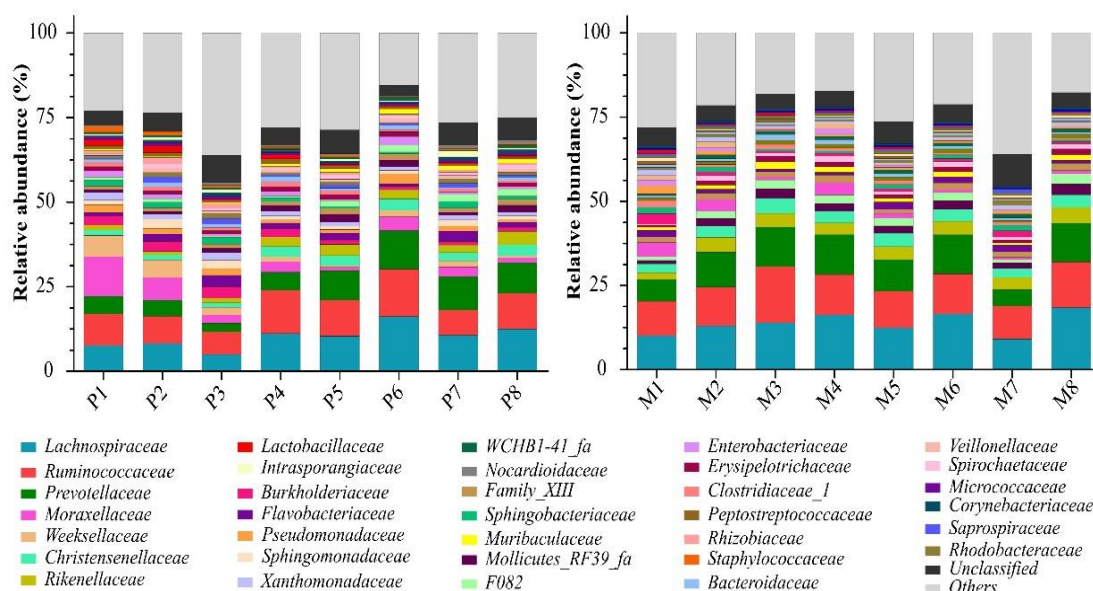 Relative abundance (%)
100
75
50
25
0
P1 P2 P3 P4 P5 P6 P7 P8
Relative abundance (%)
100
75
50
25
0
M1 M2 M3 M4 M5 M6 M7 M8
Lachnospiraceae
Ruminococcaceae
Prevotellaceae
Moraxellaceae
Weeksellaceae
Christensenellaceae
Rikenellaceae
Lactobacillaceae
Intrasporangiaceae
Burkholderiaceae
Flavobacteriaceae
Pseudomonadaceae
Sphingomonadaceae
Xanthomonadaceae
WCHB1-41_fa
Nocardioidaceae
Family_XIII
Sphingobacteriaceae
Muribaculaceae
Mollicutes_RF39_fa
F082
Enterobacteriaceae
Erysipelotrichaceae
Clostridiaceae_1
Peptostreptococcaceae
Rhizobiaceae
Staphylococcaceae
Bacteroidaceae
Veillonellaceae
Spirochaetaceae
Micrococcaceae
Corynebacteriaceae
Saprospiraceae
Rhodobacteraceae
Unclassified
Others